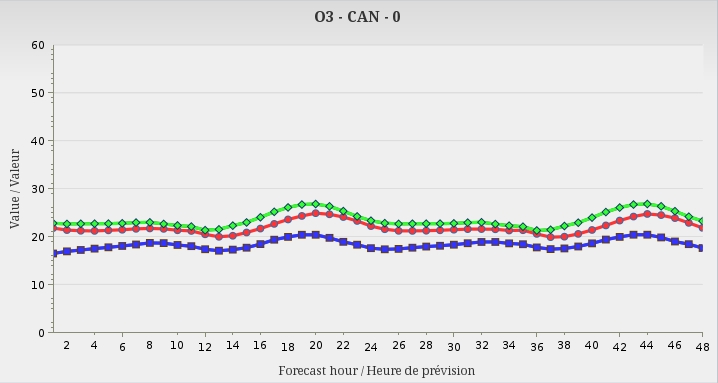 O3 - CAN - 0
60
50
40
30
20
10
0
Value / Valeur
2 4 6 8 10 12 14 16 18 20 22 24 26 28 30 32 34 36 38 40 42 44 46 48
Forecast hour / Heure de prévision